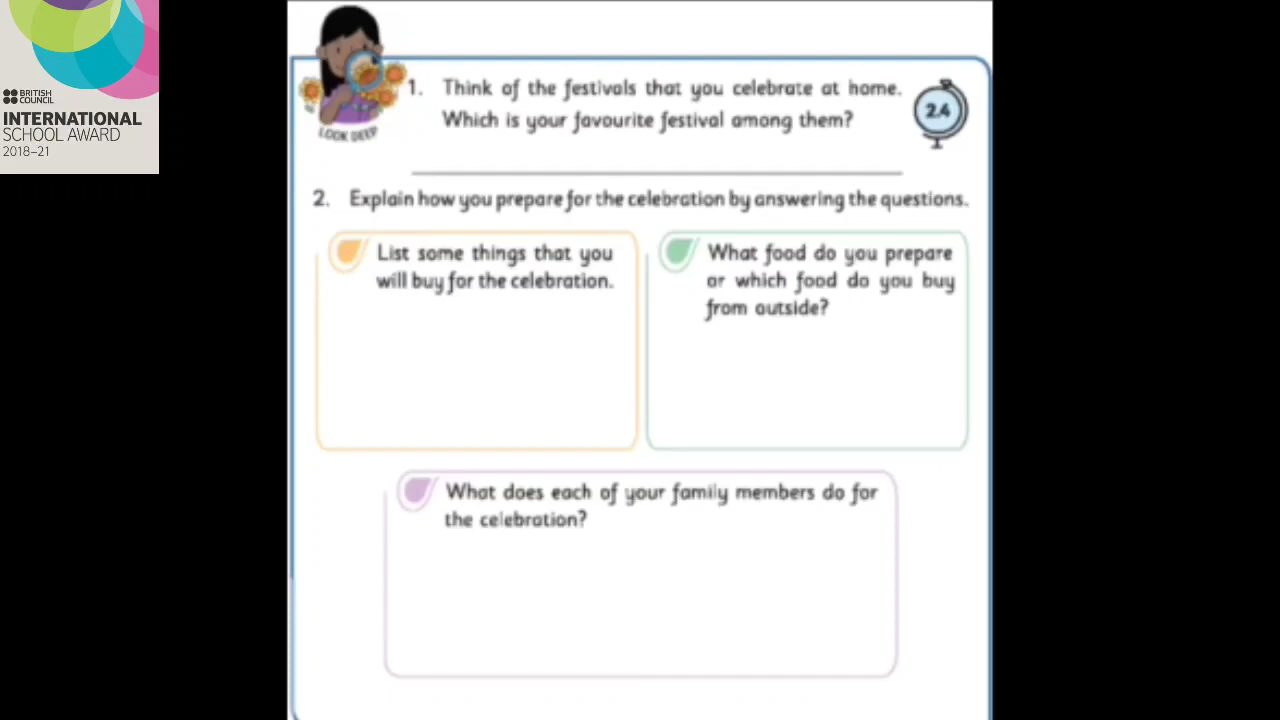 BRITISH
COUNCIL
INTERNATIONAL
SCHOOL AWARD
2018–21
LOOK DEEP
1. Think of the festivals that you celebrate at home.
Which is your favourite festival among them?
2.4
2. Explain how you prepare for the celebration by answering the questions.
List some things that you
will buy for the celebration.
What food do you prepare
or which food do you buy
from outside?
What does each of your family members do for
the celebration?